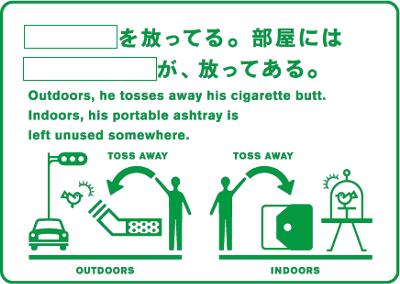 を放ってる。部屋には
が、放ってある。
Outdoors, he tosses away his cigarette butt.
Indoors, his portable ashtray is
left unused somewhere.
TOSS AWAY TOSS AWAY
OUTDOORS INDOORS